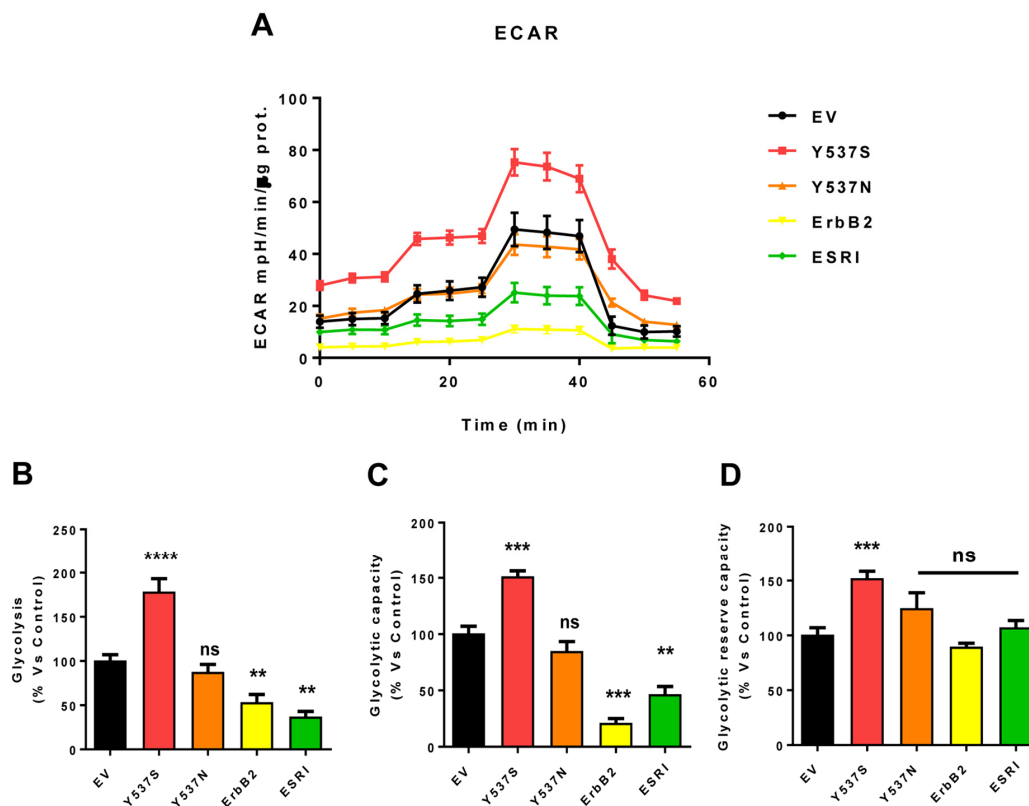 A
ECAR
ECAR mpH/min/µg prot.
100
80
60
40
20
0
0
20
40
60
Time (min)
EV
Y537S
Y537N
ErbB2
ESRI
B
Glycolysis
(% Vs Control)
250
200
150
100
50
0
****
ns
**
**
EV
Y537S
Y537N
ErbB2
ESRI
C
Glycolytic capacity
(% Vs Control)
200
150
100
50
0
***
ns
***
**
EV
Y537S
Y537N
ErbB2
ESRI
D
Glycolytic reserve capacity
(% Vs Control)
200
150
100
50
0
***
ns
EV
Y537S
Y537N
ErbB2
ESRI